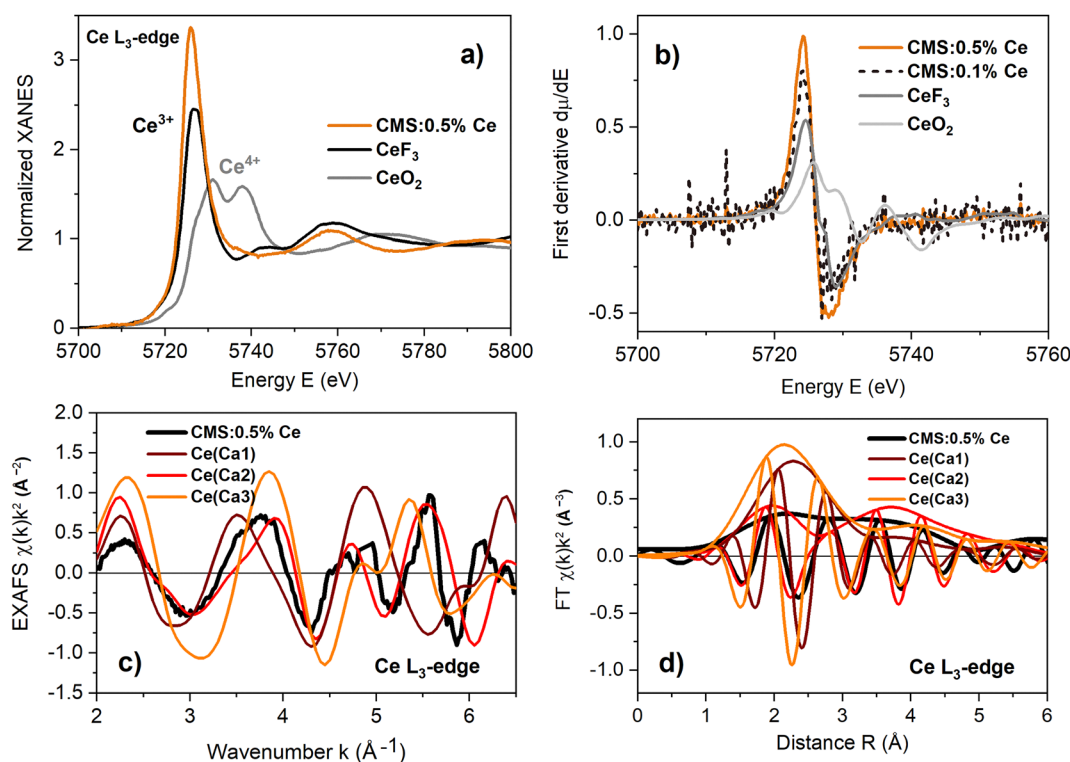 Ce L₃-edge
a)
Ce³⁺
Ce⁴⁺
CMS:0.5% Ce
CeF₃
CeO₂
Normalized XANES
3
2
1
0
5700 5720 5740 5760 5780 5800
Energy E (eV)
b)
CMS:0.5% Ce
CMS:0.1% Ce
CeF₃
CeO₂
First derivative dμ/dE
1.0
0.5
0.0
-0.5
5700 5720 5740 5760
Energy E (eV)
CMS:0.5% Ce
Ce(Ca1)
Ce(Ca2)
Ce(Ca3)
EXAFS χ(k)k² (Å⁻²)
2.0
1.5
1.0
0.5
0.0
-0.5
-1.0
-1.5
c)
Ce L₃-edge
2 3 4 5 6
Wavenumber k (Å⁻¹)
CMS:0.5% Ce
Ce(Ca1)
Ce(Ca2)
Ce(Ca3)
FT χ(k)k² (Å⁻³)
1.0
0.5
0.0
-0.5
-1.0
d)
Ce L₃-edge
0 1 2 3 4 5 6
Distance R (Å)